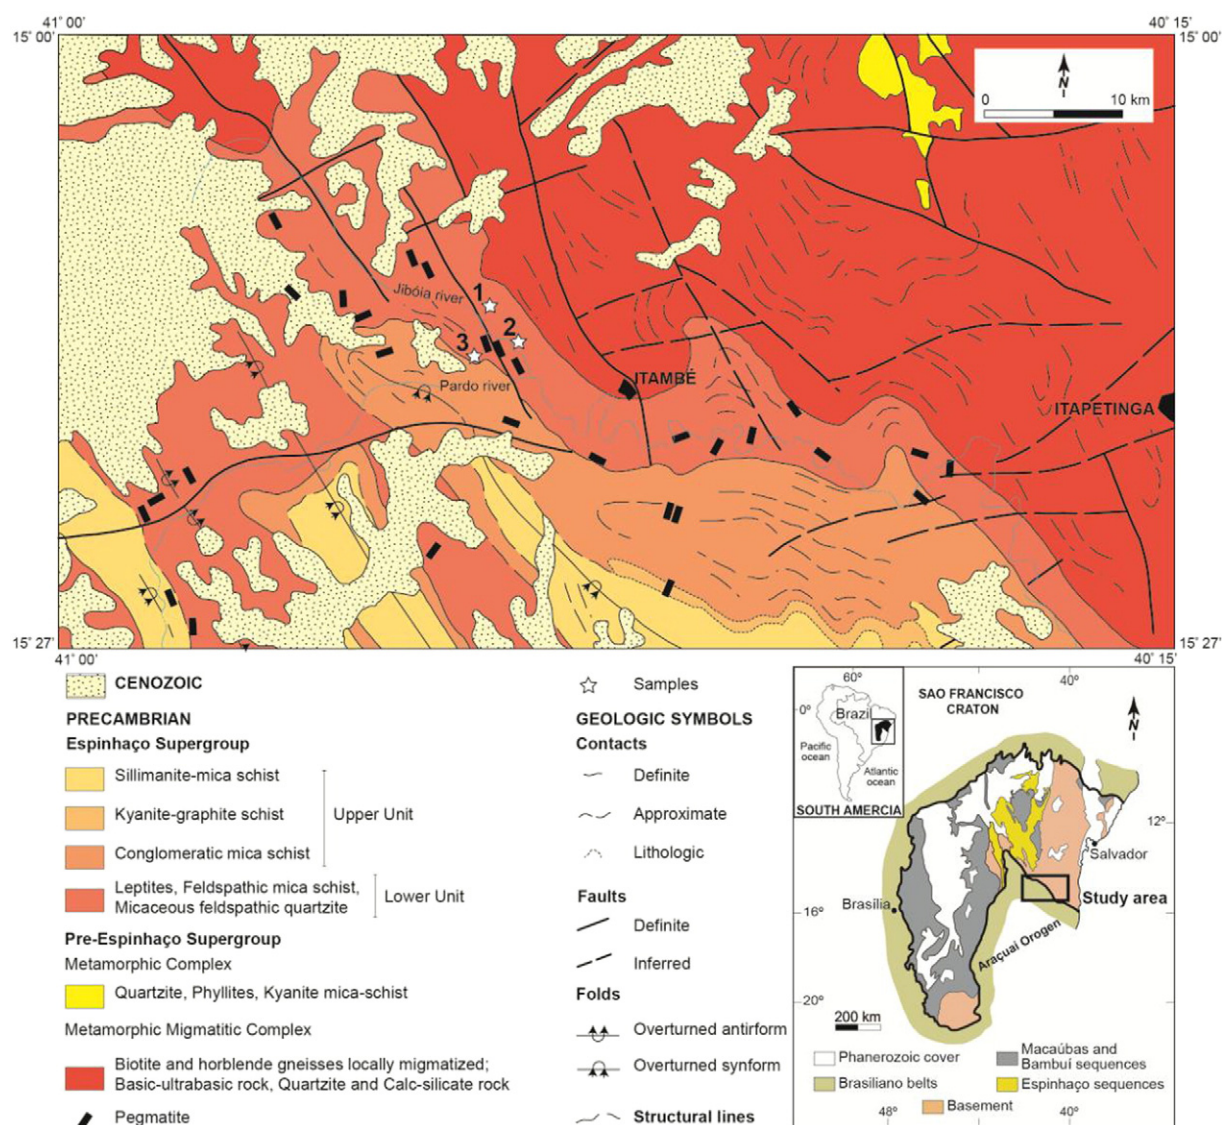 41° 00'
40° 15'
15° 00'
15° 00'
N
0
10 km
Jibóia river
1
2
3
Pardo river
ITAMBÉ
ITAPETINGA
15° 27'
15° 27'
41° 00'
40° 15'
CENOZOIC
PRECAMBRIAN
Espinhaço Supergroup
Sillimanite-mica schist
Kyanite-graphite schist
Upper Unit
Conglomeratic mica schist
Leptites, Feldspathic mica schist,
Micaceous feldspathic quartzite
Lower Unit
Pre-Espinhaço Supergroup
Metamorphic Complex
Quartzite, Phyllites, Kyanite mica-schist
Metamorphic Migmatitic Complex
Biotite and horblende gneisses locally migmatized;
Basic-ultrabasic rock, Quartzite and Calc-silicate rock
Pegmatite
Samples
GEOLOGIC SYMBOLS
Contacts
Definite
Approximate
Lithologic
Faults
Definite
Inferred
Folds
Overturned antirform
Overturned synform
Structural lines
60°
0°
Brazil
Pacific
ocean
Atlantic
ocean
SOUTH AMERCIA
SAO FRANCISCO
CRATON
40°
N
12°
Salvador
Brasília
Study area
16°
Araçuaí Orogen
20°
200 km
Phanerozoic cover
Macaúbas and
Bambuí sequences
Brasiliano belts
Espinhaço sequences
Basement
48°
40°